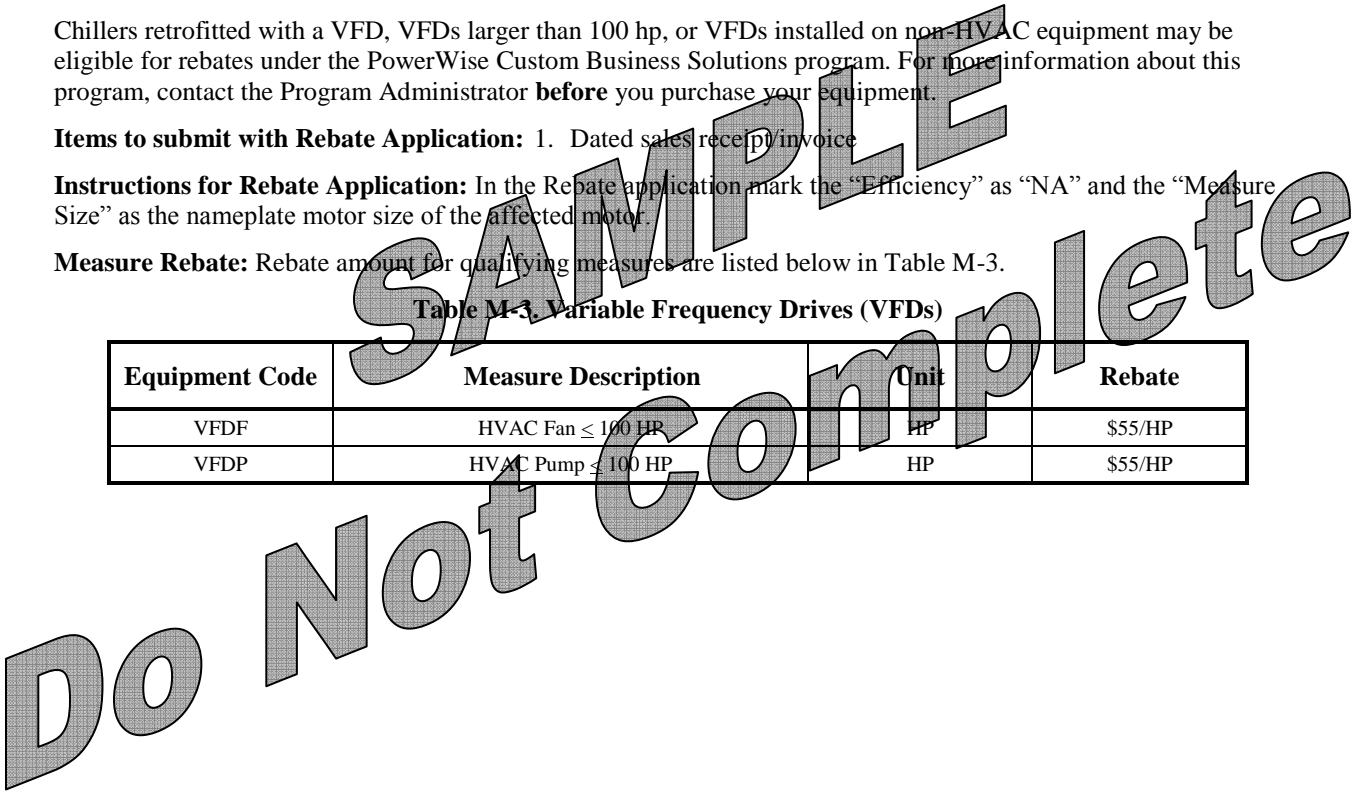 Chillers retrofitted with a VFD, VFDs larger than 100 hp, or VFDs installed on non-HVAC equipment may be
eligible for rebates under the PowerWise Custom Business Solutions program. For more information about this
program, contact the Program Administrator before you purchase your equipment.
Items to submit with Rebate Application: 1. Dated sales receipt/invoice
Instructions for Rebate Application: In the Rebate application mark the “Efficiency” as “NA” and the “Measure
Size” as the nameplate motor size of the affected motor.
Measure Rebate: Rebate amount for qualifying measures are listed below in Table M-3.
Table M-3. Variable Frequency Drives (VFDs)
Equipment Code Measure Description Unit Rebate
VFDF HVAC Fan ≤ 100 HP HP $55/HP
VFDP HVAC Pump ≤ 100 HP HP $55/HP
SAMPLE
Do Not Complete